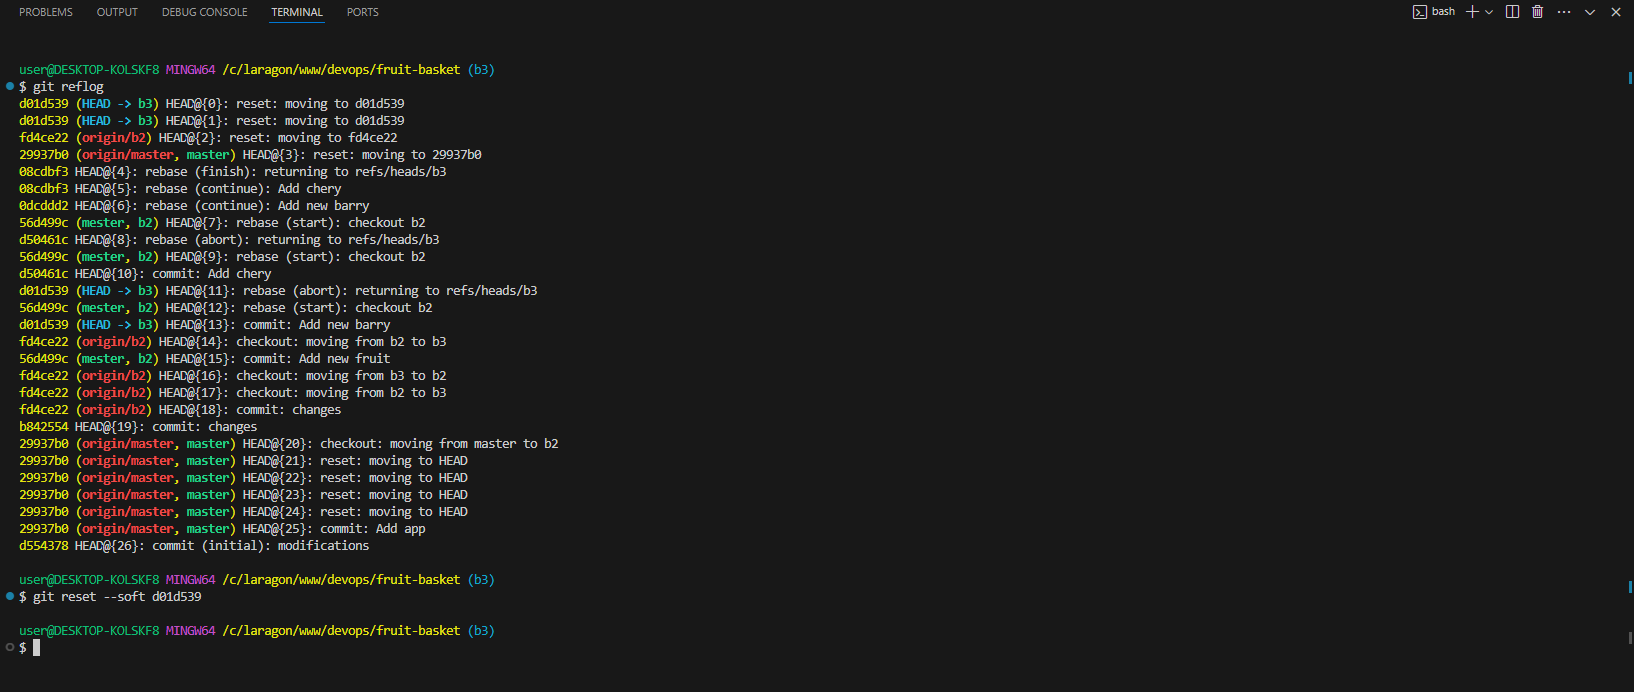 PROBLEMS OUTPUT DEBUG CONSOLE TERMINAL PORTS bash
user@DESKTOP-KOLSKF8 MINGW64 /c/laragon/www/devops/fruit-basket (b3)
$ git reflog
d01d539 (HEAD -> b3) HEAD@{0}: reset: moving to d01d539
d01d539 (HEAD -> b3) HEAD@{1}: reset: moving to d01d539
fd4ce22 (origin/b2) HEAD@{2}: reset: moving to fd4ce22
29937b0 (origin/master, master) HEAD@{3}: reset: moving to 29937b0
08cdbf3 HEAD@{4}: rebase (finish): returning to refs/heads/b3
08cdbf3 HEAD@{5}: rebase (continue): Add chery
0dcddd2 HEAD@{6}: rebase (continue): Add new barry
56d499c (mester, b2) HEAD@{7}: rebase (start): checkout b2
d50461c HEAD@{8}: rebase (abort): returning to refs/heads/b3
56d499c (mester, b2) HEAD@{9}: rebase (start): checkout b2
d50461c HEAD@{10}: commit: Add chery
d01d539 (HEAD -> b3) HEAD@{11}: rebase (abort): returning to refs/heads/b3
56d499c (mester, b2) HEAD@{12}: rebase (start): checkout b2
d01d539 (HEAD -> b3) HEAD@{13}: commit: Add new barry
fd4ce22 (origin/b2) HEAD@{14}: checkout: moving from b2 to b3
56d499c (mester, b2) HEAD@{15}: commit: Add new fruit
fd4ce22 (origin/b2) HEAD@{16}: checkout: moving from b3 to b2
fd4ce22 (origin/b2) HEAD@{17}: checkout: moving from b2 to b3
fd4ce22 (origin/b2) HEAD@{18}: commit: changes
b842554 HEAD@{19}: commit: changes
29937b0 (origin/master, master) HEAD@{20}: checkout: moving from master to b2
29937b0 (origin/master, master) HEAD@{21}: reset: moving to HEAD
29937b0 (origin/master, master) HEAD@{22}: reset: moving to HEAD
29937b0 (origin/master, master) HEAD@{23}: reset: moving to HEAD
29937b0 (origin/master, master) HEAD@{24}: reset: moving to HEAD
29937b0 (origin/master, master) HEAD@{25}: commit: Add app
d554378 HEAD@{26}: commit (initial): modifications
user@DESKTOP-KOLSKF8 MINGW64 /c/laragon/www/devops/fruit-basket (b3)
$ git reset --soft d01d539
user@DESKTOP-KOLSKF8 MINGW64 /c/laragon/www/devops/fruit-basket (b3)
$